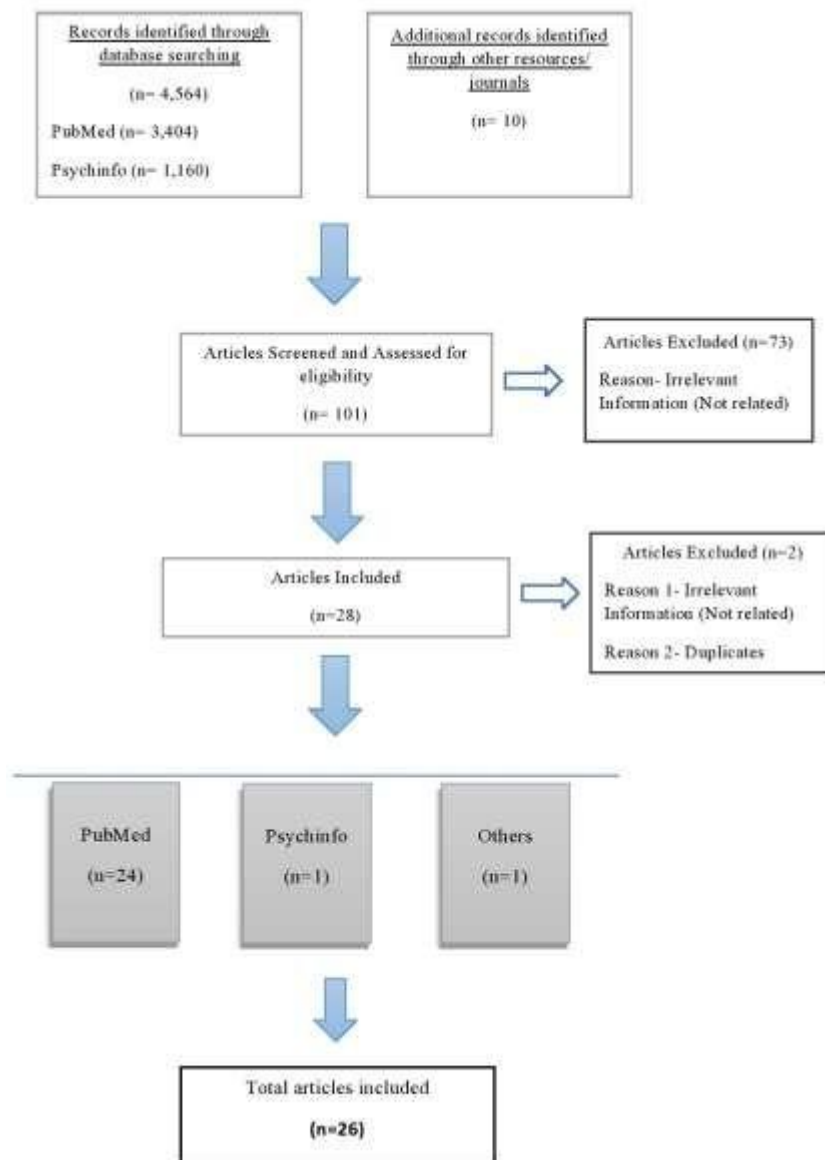 Records identified through
database searching
(n= 4,564)
PubMed (n= 3,404)
Psychinfo (n= 1,160)
Additional records identified
through other resources/
journals
(n= 10)
Articles Screened and Assessed for
eligibility
(n= 101)
Articles Excluded (n=73)
Reason- Irrelevant
Information (Not related)
Articles Included
(n=28)
Articles Excluded (n=2)
Reason 1- Irrelevant
Information (Not related)
Reason 2- Duplicates
PubMed
(n=24)
Psychinfo
(n=1)
Others
(n=1)
Total articles included
(n=26)